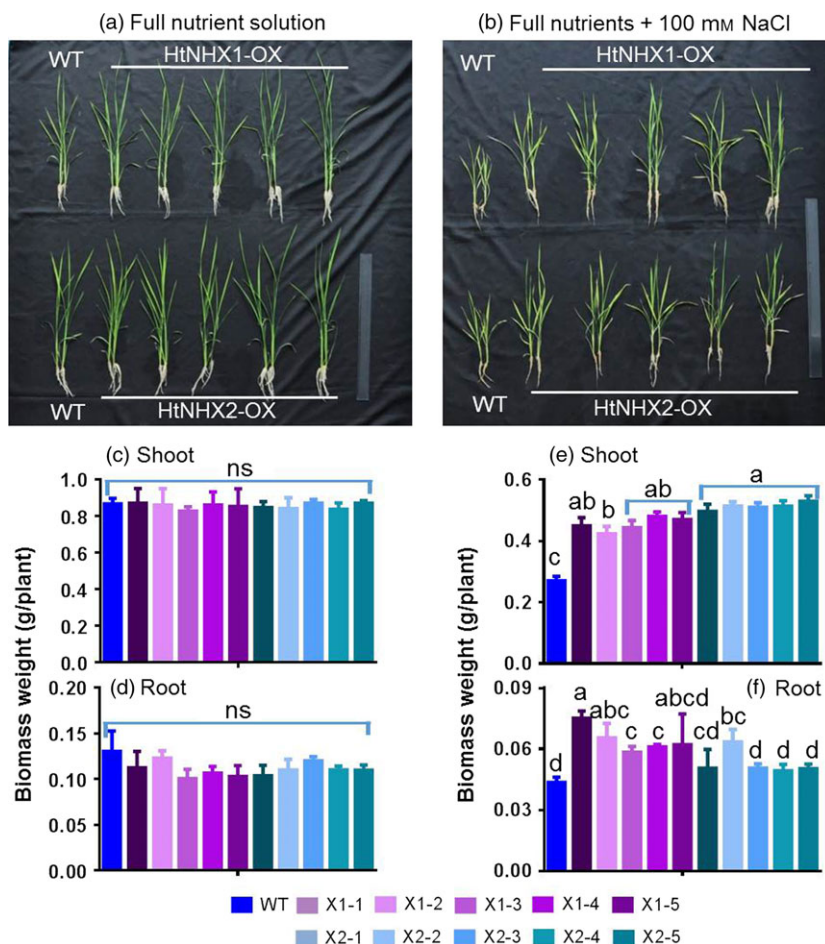 (a) Full nutrient solution
WT
HtNHX1-OX
WT
HtNHX2-OX
(b) Full nutrients + 100 mM NaCl
WT
HtNHX1-OX
WT
HtNHX2-OX
(c) Shoot
ns
Biomass weight (g/plant)
1.0
0.8
0.6
0.4
0.2
0.0
(d) Root
ns
0.20
0.15
0.10
0.05
0.00
(e) Shoot
Biomass weight (g/plant)
0.6
0.4
0.2
0.0
c
ab
b
ab
a
(f) Root
0.09
0.06
0.03
0.00
d
a
abc
c
c
abcd
cd
bc
d
d
d
WT X1-1 X1-2 X1-3 X1-4 X1-5
X2-1 X2-2 X2-3 X2-4 X2-5